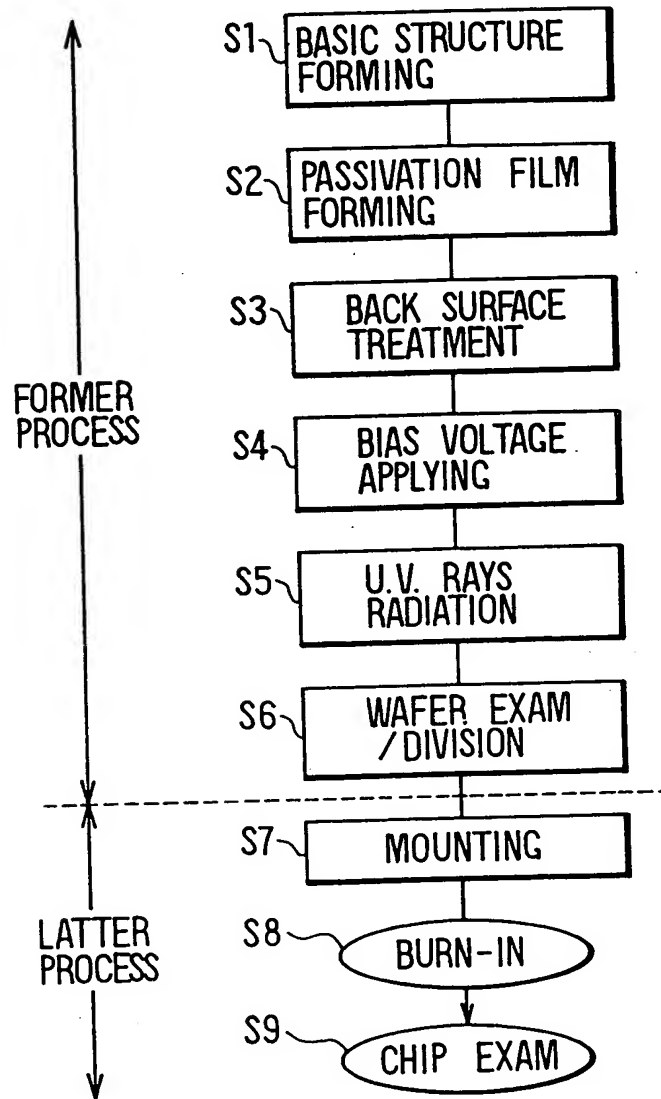 S1
BASIC STRUCTURE
FORMING
S2
PASSIVATION FILM
FORMING
S3
BACK SURFACE
TREATMENT
FORMER
PROCESS
S4
BIAS VOLTAGE
APPLYING
S5
U.V. RAYS
RADIATION
S6
WAFER EXAM
/DIVISION
S7
MOUNTING
LATTER
PROCESS
S8
BURN-IN
S9
CHIP EXAM